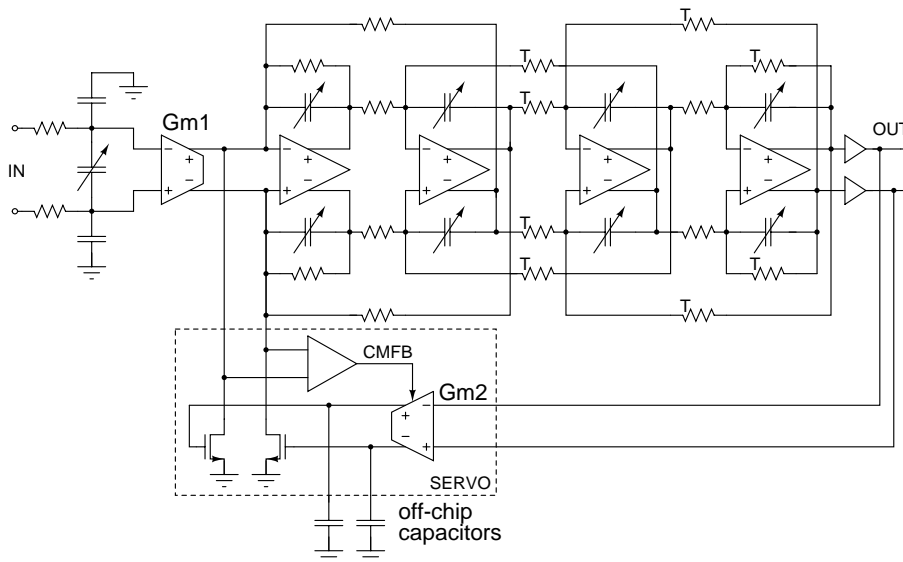 T
T
T
T
Gm1
OUT
IN
T
T
T
T
CMFB
Gm2
SERVO
off-chip
capacitors